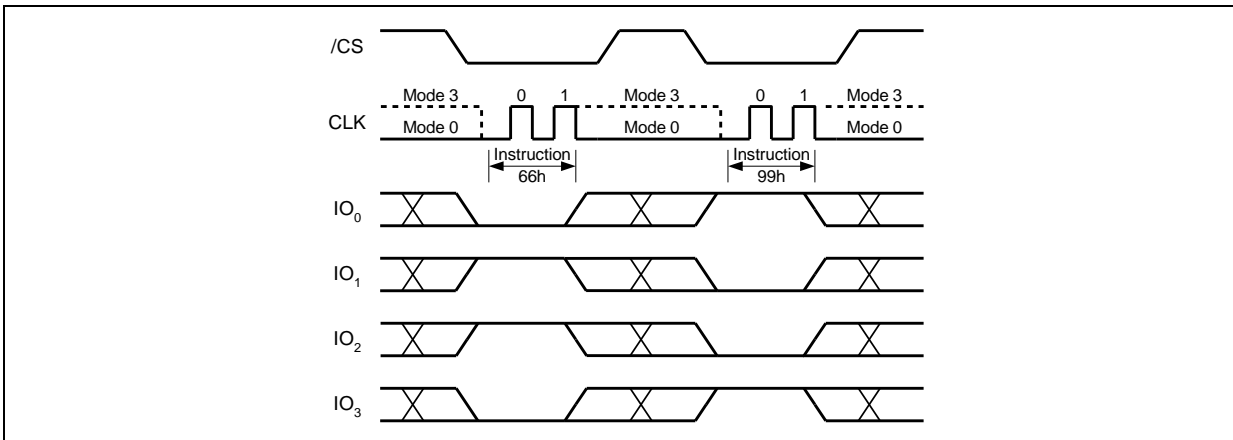 /CS
Mode 3 0 1 Mode 3 0 1 Mode 3
CLK Mode 0 Mode 0 Mode 0
Instruction Instruction
66h 99h
IO0
IO1
IO2
IO3